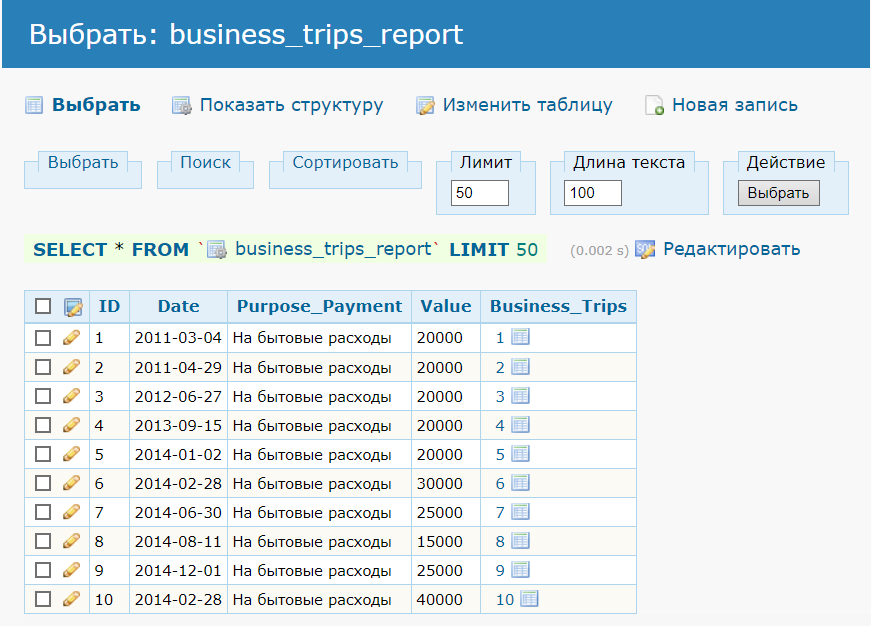 Выбрать: business_trips_report
Выбрать Показать структуру Изменить таблицу Новая запись
Выбрать Поиск Сортировать Лимит Длина текста Действие
50 100 Выбрать
SELECT * FROM `business_trips_report` LIMIT 50 (0.002 s) Редактировать
ID Date Purpose_Payment Value Business_Trips
1 2011-03-04 На бытовые расходы 20000 1
2 2011-04-29 На бытовые расходы 20000 2
3 2012-06-27 На бытовые расходы 20000 3
4 2013-09-15 На бытовые расходы 20000 4
5 2014-01-02 На бытовые расходы 20000 5
6 2014-02-28 На бытовые расходы 30000 6
7 2014-06-30 На бытовые расходы 25000 7
8 2014-08-11 На бытовые расходы 15000 8
9 2014-12-01 На бытовые расходы 25000 9
10 2014-02-28 На бытовые расходы 40000 10